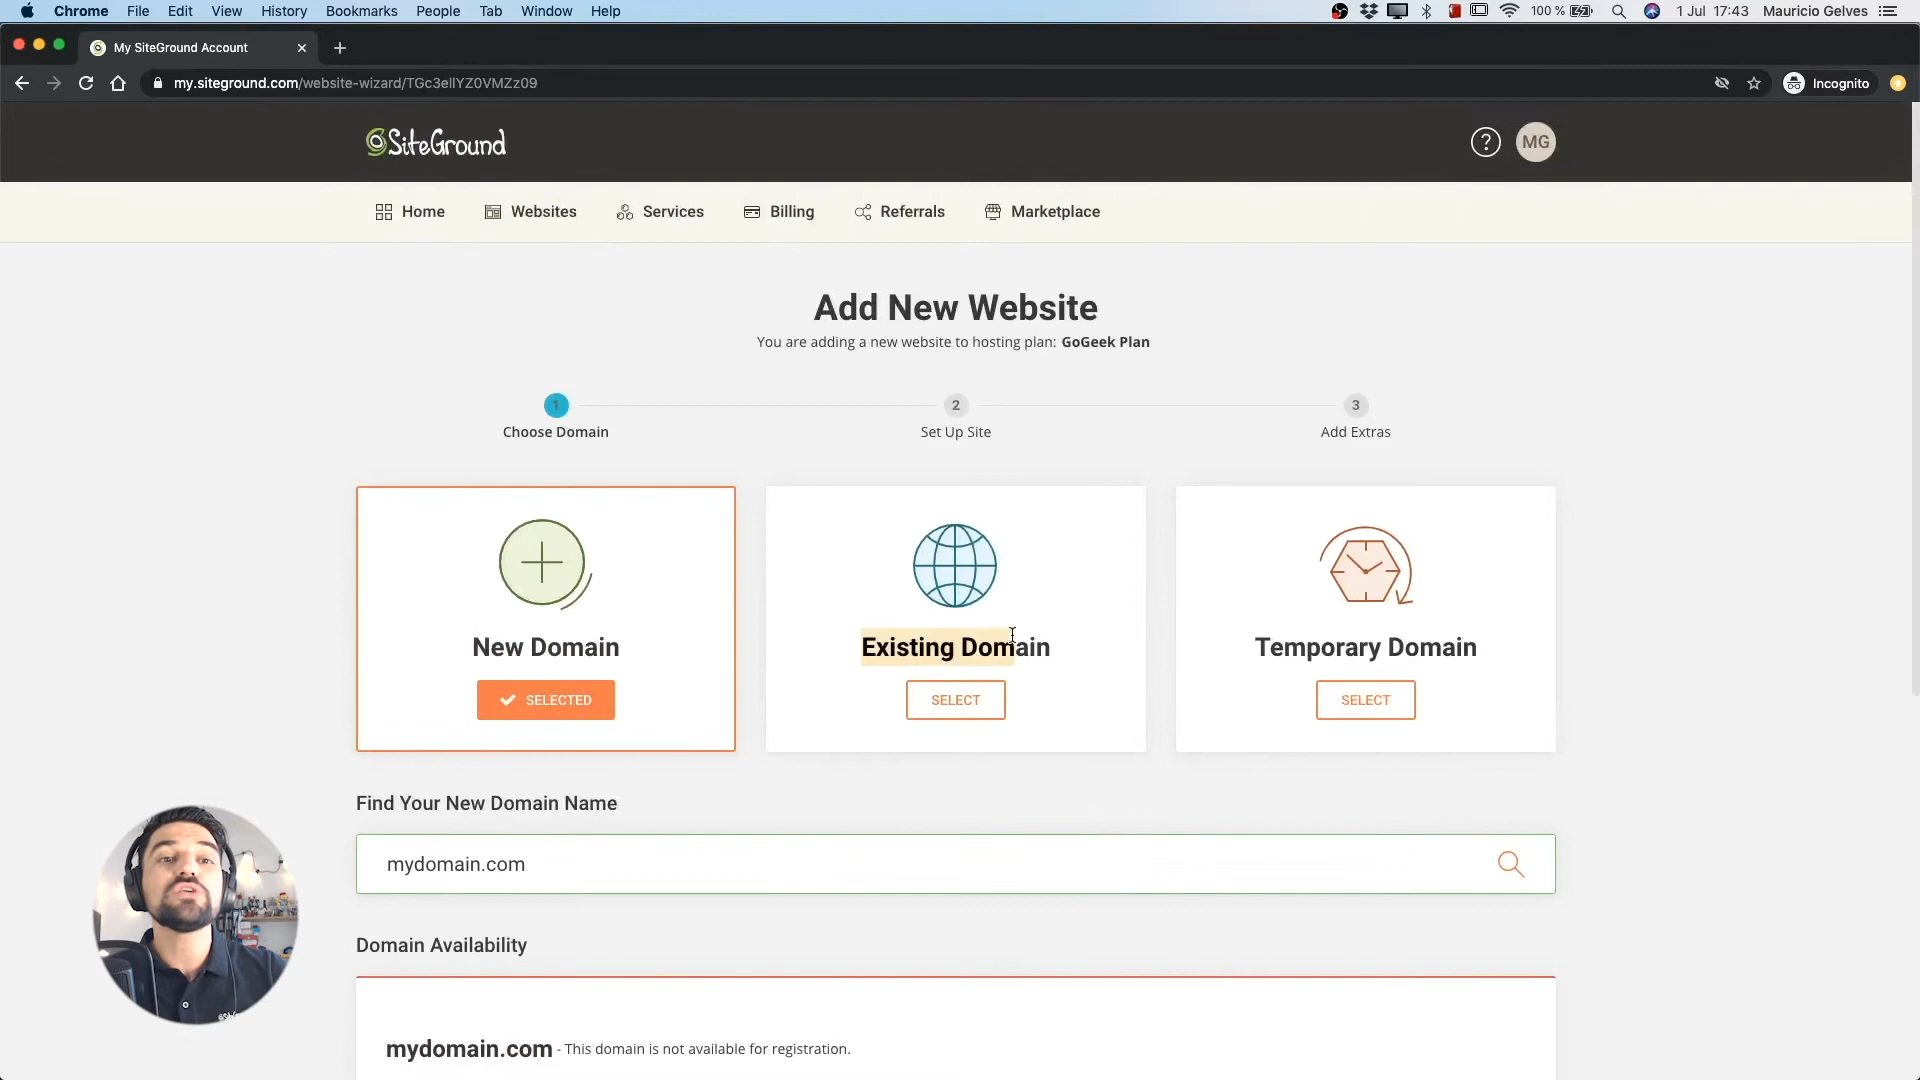 Chrome File Edit View History Bookmarks People Tab Window Help 100 % 1 Jul 17:43 Mauricio Gelves
My SiteGround Account
my.siteground.com/website-wizard/TGc3ellYZ0VMZz09 Incognito
SiteGround ? MG
Home Websites Services Billing Referrals Marketplace
Add New Website
You are adding a new website to hosting plan: GoGeek Plan
1 2 3
Choose Domain Set Up Site Add Extras
New Domain Existing Domain Temporary Domain
SELECTED SELECT SELECT
Find Your New Domain Name
mydomain.com
Domain Availability
mydomain.com - This domain is not available for registration.